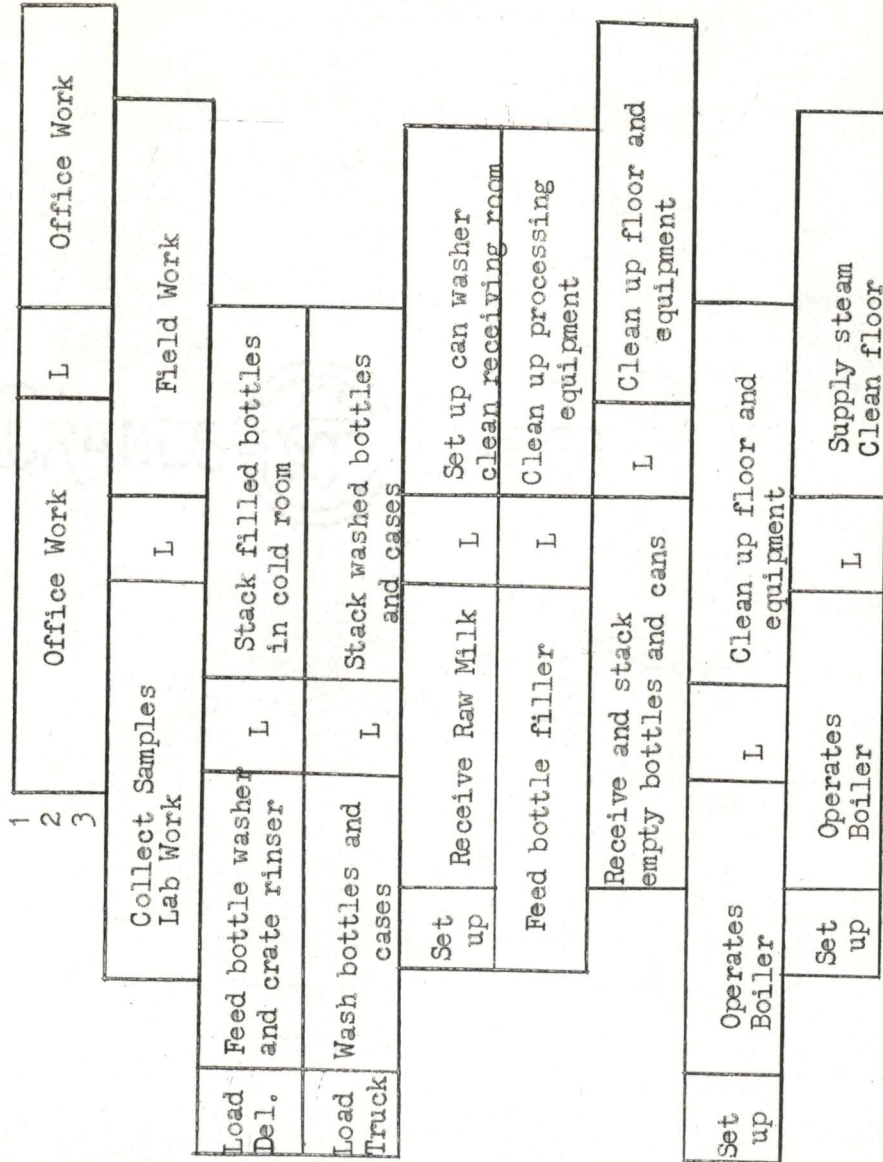 1
2
3
Office Work
L
Office Work
Collect Samples
Lab Work
L
Field Work
Load
Del.
Feed bottle washer
and crate rinser
L
Stack filled bottles
in cold room
Load
Truck
Wash bottles and
cases
L
Stack washed bottles
and cases
Set
up
Receive Raw Milk
L
Set up can washer
clean receiving room
Feed bottle filler
L
Clean up processing
equipment
Receive and stack
empty bottles and cans
L
Clean up floor and
equipment
Set
up
Operates
Boiler
L
Clean up floor and
equipment
Set
up
Operates
Boiler
L
Supply steam
Clean floor